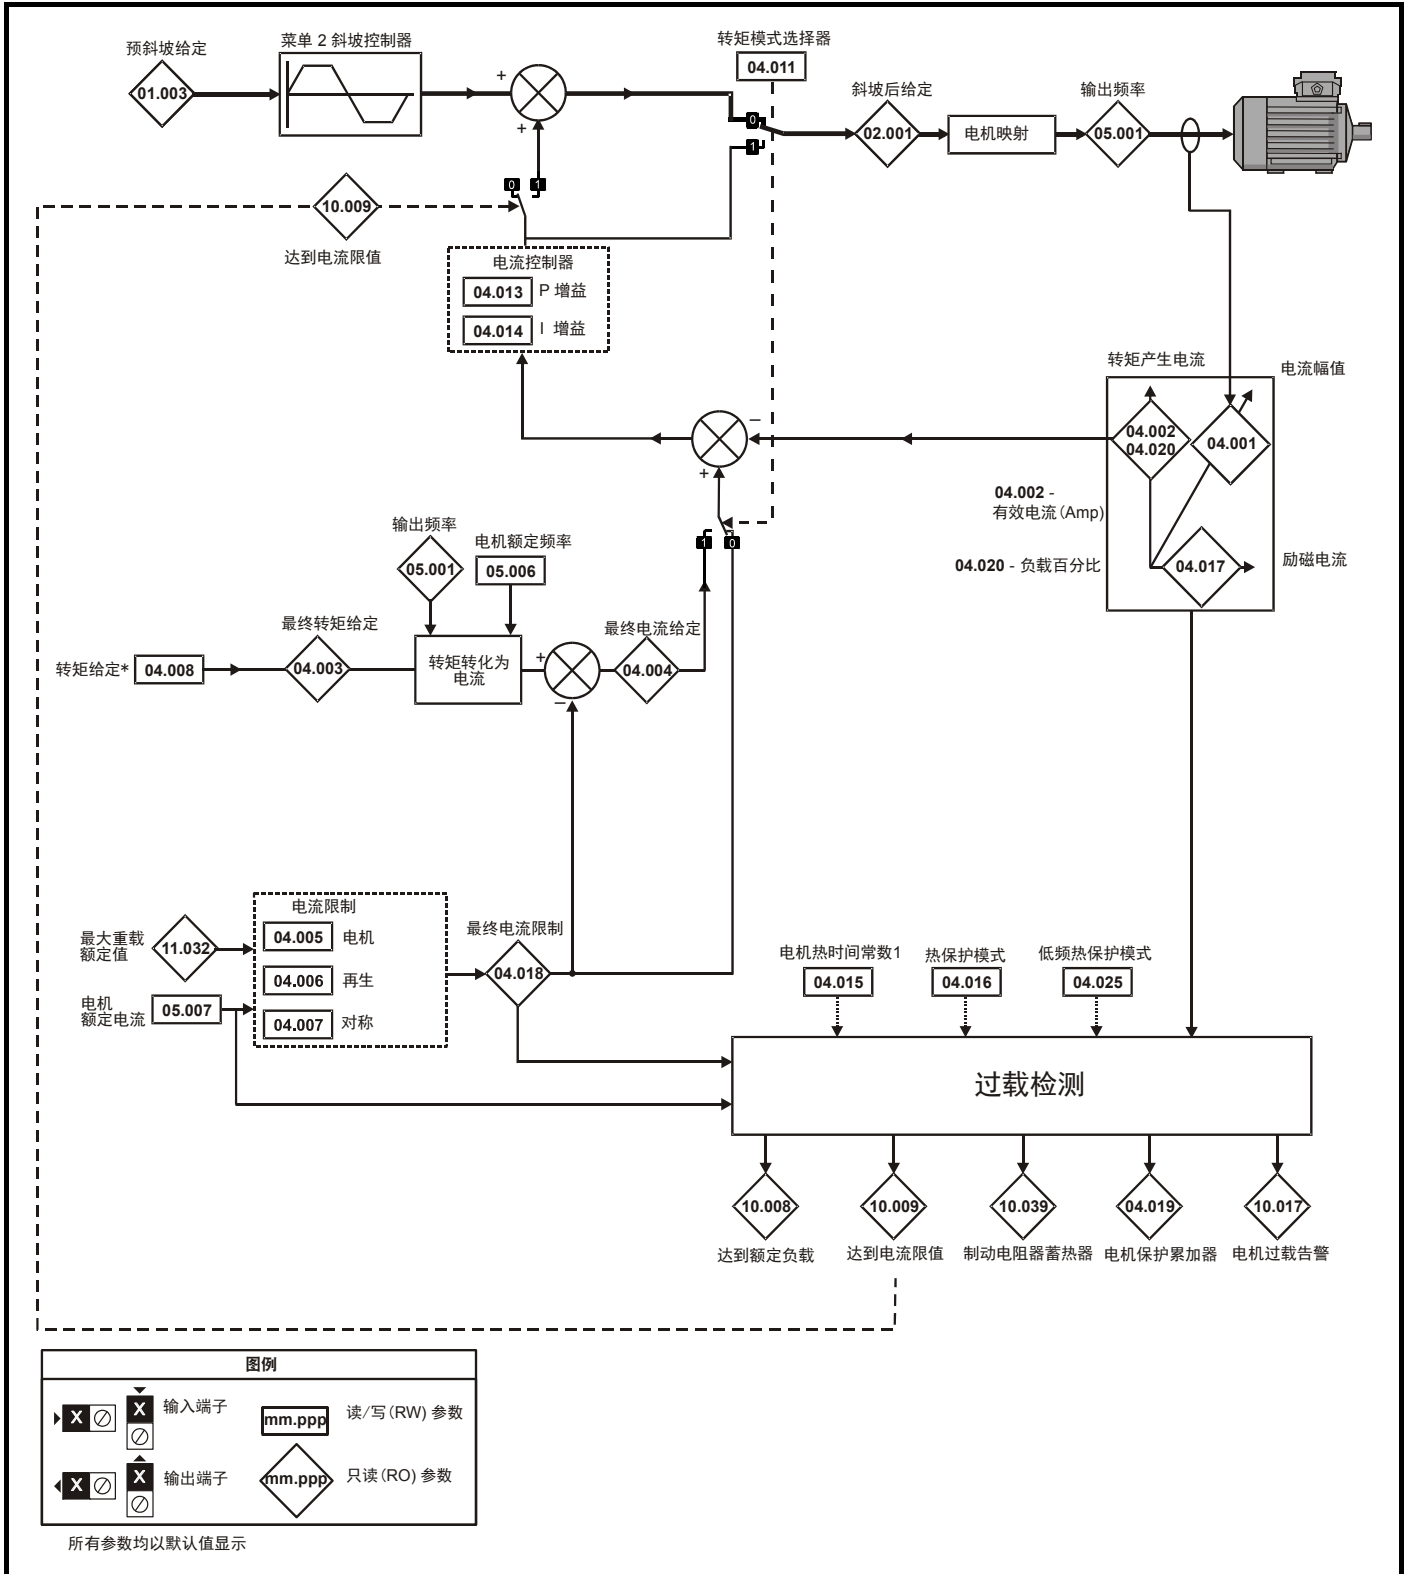 预斜坡给定
01.003
菜单 2 斜坡控制器
+
+
转矩模式选择器
04.011
0
1
斜坡后给定
02.001
电机映射
输出频率
05.001
0
1
10.009
达到电流限值
电流控制器
04.013 P 增益
04.014 I 增益
转矩产生电流
电流幅值
04.002
04.020
04.001
04.002 -
有效电流(Amp)
04.020 - 负载百分比
04.017
励磁电流
−
+
1
0
输出频率
05.001
电机额定频率
05.006
最终转矩给定
转矩给定* 04.008
04.003
转矩转化为
电流
+
−
最终电流给定
04.004
最大重载
额定值
11.032
电机
额定电流
05.007
电流限制
04.005 电机
04.006 再生
04.007 对称
最终电流限制
04.018
电机热时间常数1
04.015
热保护模式
04.016
低频热保护模式
04.025
过载检测
10.008
达到额定负载
10.009
达到电流限值
10.039
制动电阻器蓄热器
04.019
电机保护累加器
10.017
电机过载告警
图例
X X 输入端子
mm.ppp 读/写(RW) 参数
X X 输出端子
mm.ppp 只读(RO) 参数
所有参数均以默认值显示